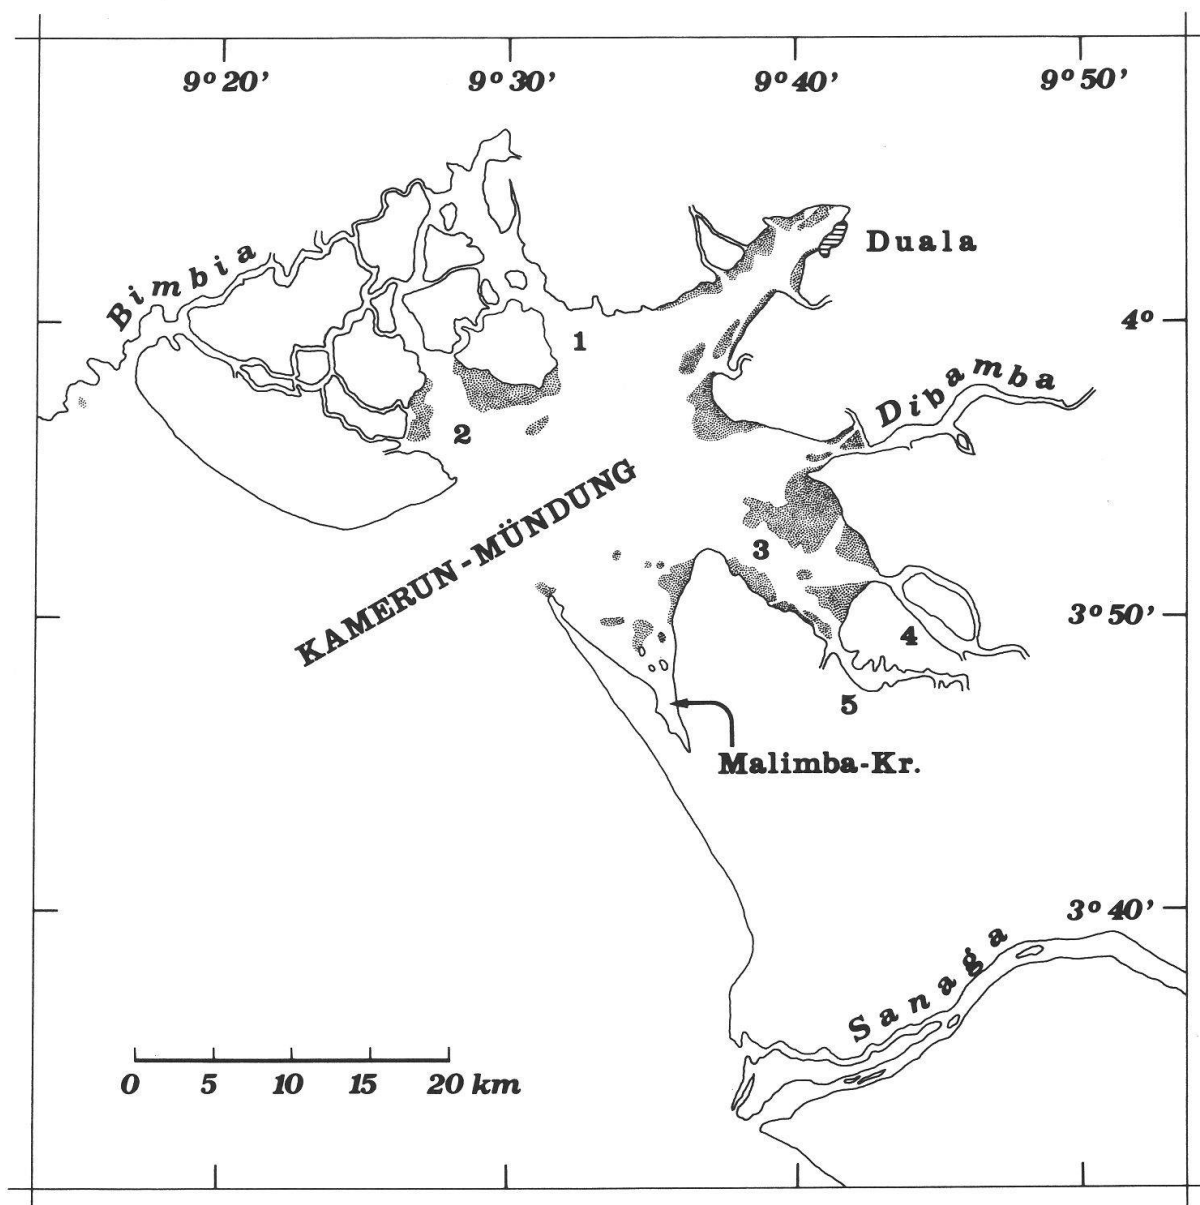 9° 20’ 9° 30’ 9° 40’ 9° 50’
Bimbia
Duala
4°
1
Dibamba
2
KAMERUN-MÜNDUNG
3
3° 50’
4
5
Malimba-Kr.
3° 40’
Sanaga
0 5 10 15 20 km